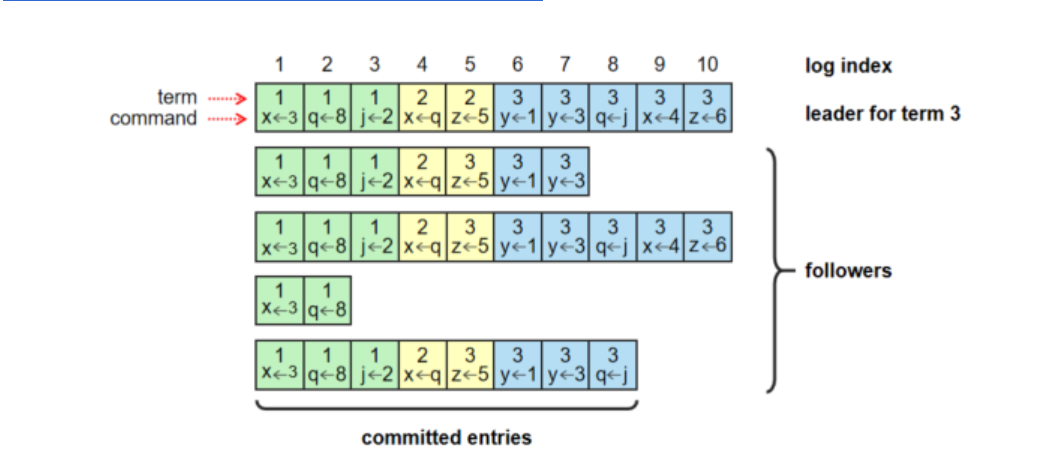 1 2 3 4 5 6 7 8 9 10 log index
term 1 1 1 2 2 3 3 3 3 3
command x←3 q←8 j←2 x←q z←5 y←1 y←3 q←j x←4 z←6 leader for term 3
1 1 1 2 3 3 3
x←3 q←8 j←2 x←q z←5 y←1 y←3
1 1 1 2 3 3 3 3 3 3
x←3 q←8 j←2 x←q z←5 y←1 y←3 q←j x←4 z←6
followers
1 1
x←3 q←8
1 1 1 2 3 3 3 3
x←3 q←8 j←2 x←q z←5 y←1 y←3 q←j
committed entries